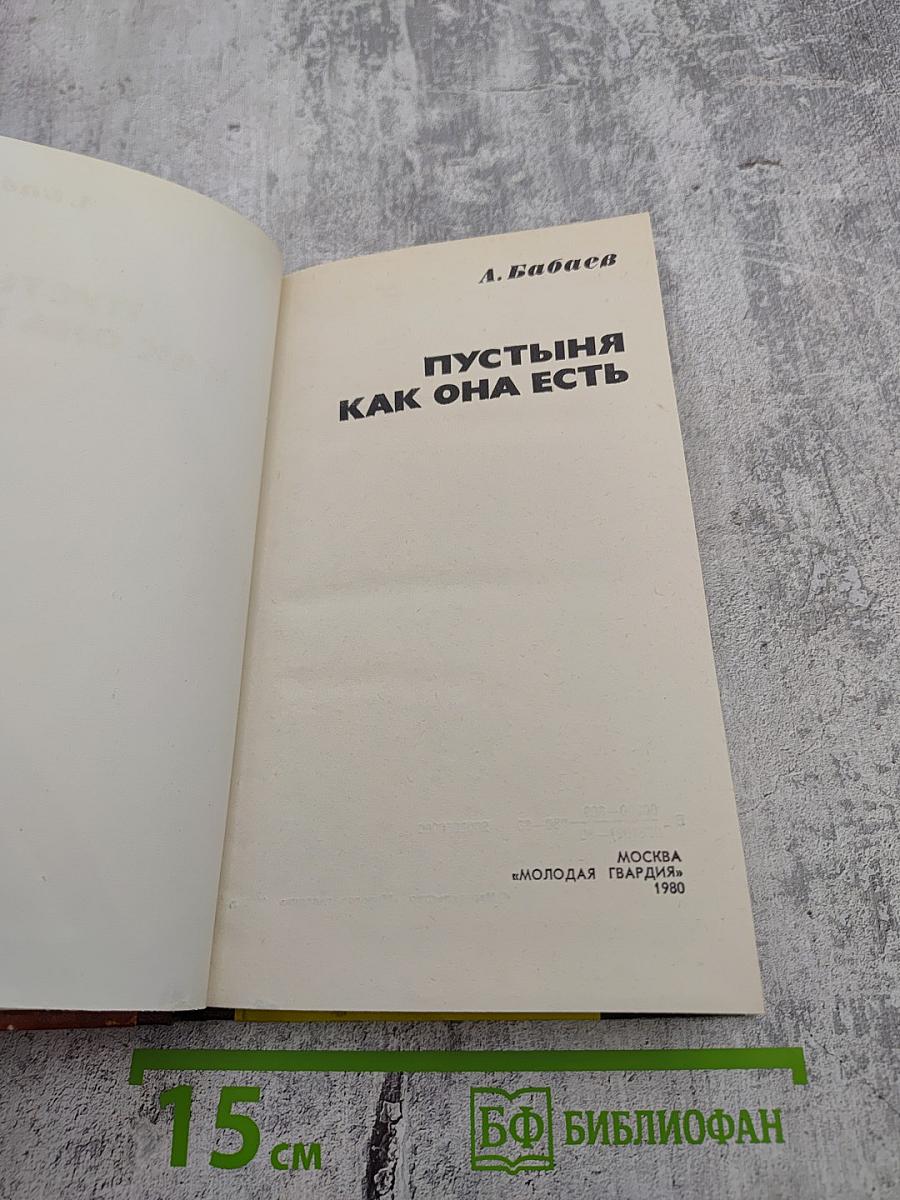 А. Бабаев
ПУСТЫНЯ
КАК ОНА ЕСТЬ
МОСКВА
«МОЛОДАЯ ГВАРДИЯ»
1980
15 см
БФ БИБЛИОФАН